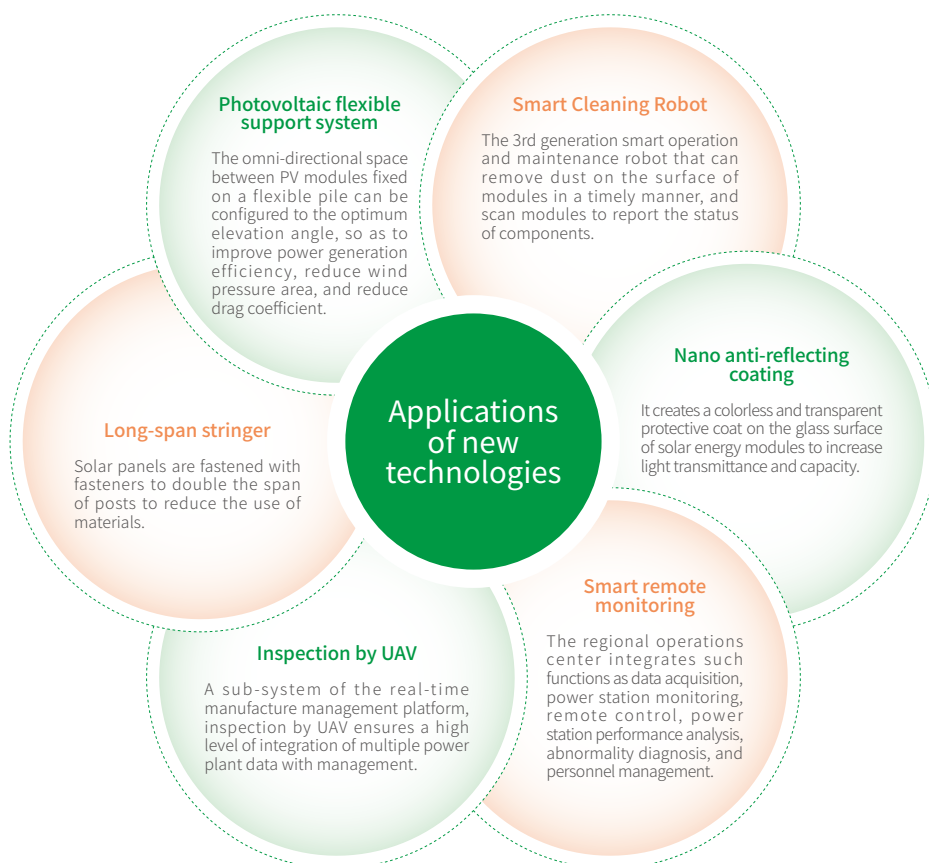 Photovoltaic flexible
support system
The omni-directional space
between PV modules fixed
on a flexible pile can be
configured to the optimum
elevation angle, so as to
improve power generation
efficiency, reduce wind
pressure area, and reduce
drag coefficient.
Smart Cleaning Robot
The 3rd generation smart operation
and maintenance robot that can
remove dust on the surface of
modules in a timely manner, and
scan modules to report the status
of components.
Nano anti-reflecting
coating
It creates a colorless and transparent
protective coat on the glass surface
of solar energy modules to increase
light transmittance and capacity.
Applications
of new
technologies
Long-span stringer
Solar panels are fastened with
fasteners to double the span
of posts to reduce the use of
materials.
Smart remote
monitoring
The regional operations
center integrates such
functions as data acquisition,
power station monitoring,
remote control, power
station performance analysis,
abnormality diagnosis, and
personnel management.
Inspection by UAV
A sub-system of the real-time
manufacture management platform,
inspection by UAV ensures a high
level of integration of multiple power
plant data with management.